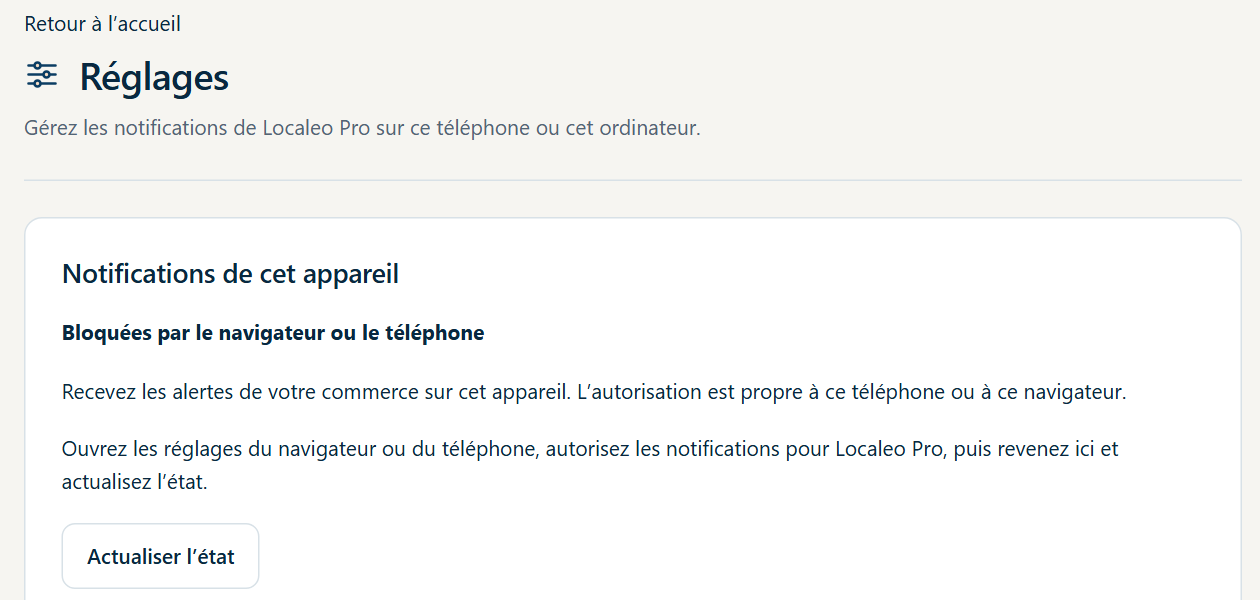 Retour à l’accueil
Réglages
Gérez les notifications de Localeo Pro sur ce téléphone ou cet ordinateur.
Notifications de cet appareil
Bloquées par le navigateur ou le téléphone
Recevez les alertes de votre commerce sur cet appareil. L’autorisation est propre à ce téléphone ou à ce navigateur.
Ouvrez les réglages du navigateur ou du téléphone, autorisez les notifications pour Localeo Pro, puis revenez ici et
actualisez l’état.
Actualiser l’état